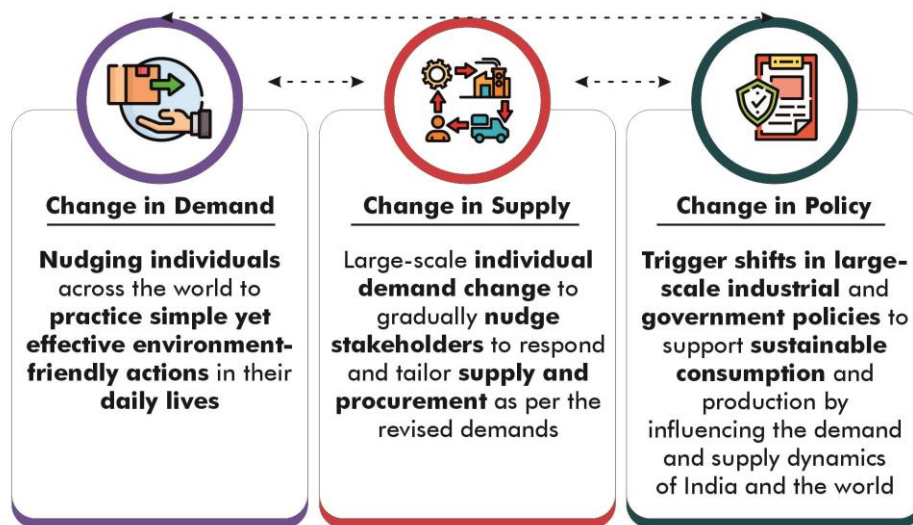 Change in Demand
Nudging individuals
across the world to
practice simple yet
effective environment-
friendly actions in their
daily lives
Change in Supply
Large-scale individual
demand change to
gradually nudge
stakeholders to respond
and tailor supply and
procurement as per the
revised demands
Change in Policy
Trigger shifts in large-
scale industrial and
government policies to
support sustainable
consumption and
production by
influencing the demand
and supply dynamics
of India and the world